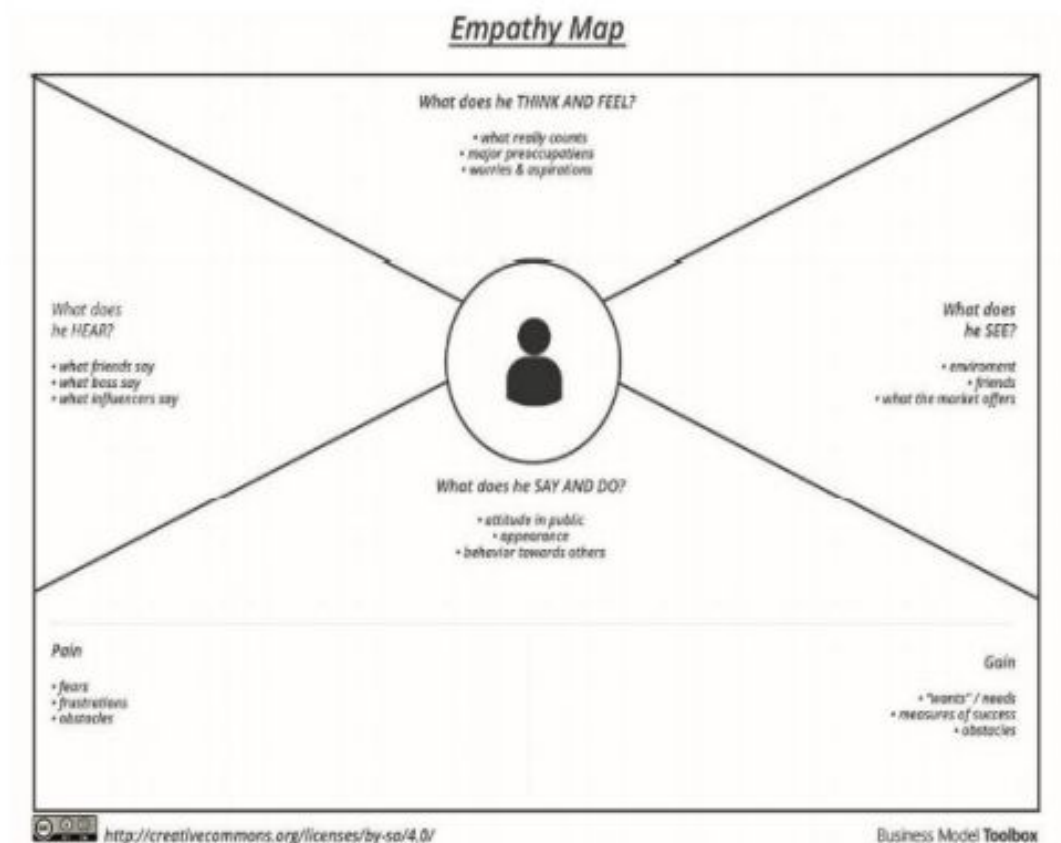 Empathy Map
What does he THINK AND FEEL?
• what really counts
• major preoccupations
• worries & aspirations
What does
he HEAR?
• what friends say
• what boss say
• what influencers say
What does
he SEE?
• enviroment
• friends
• what the market offers
What does he SAY AND DO?
• attitude in public
• appearance
• behavior towards others
Pain
• fears
• frustrations
• obstacles
Gain
• "wants" / needs
• measures of success
• obstacles
http://creativecommons.org/licenses/by-sa/4.0/
Business Model Toolbox